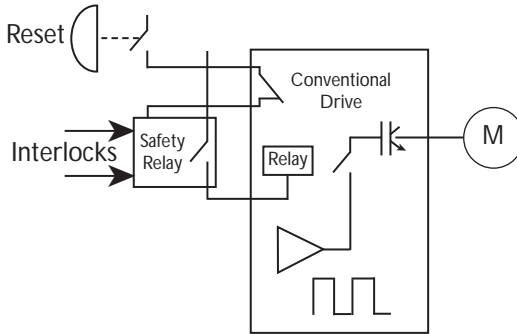 Reset
Conventional
Drive
Safety
Relay
Interlocks
Relay
M